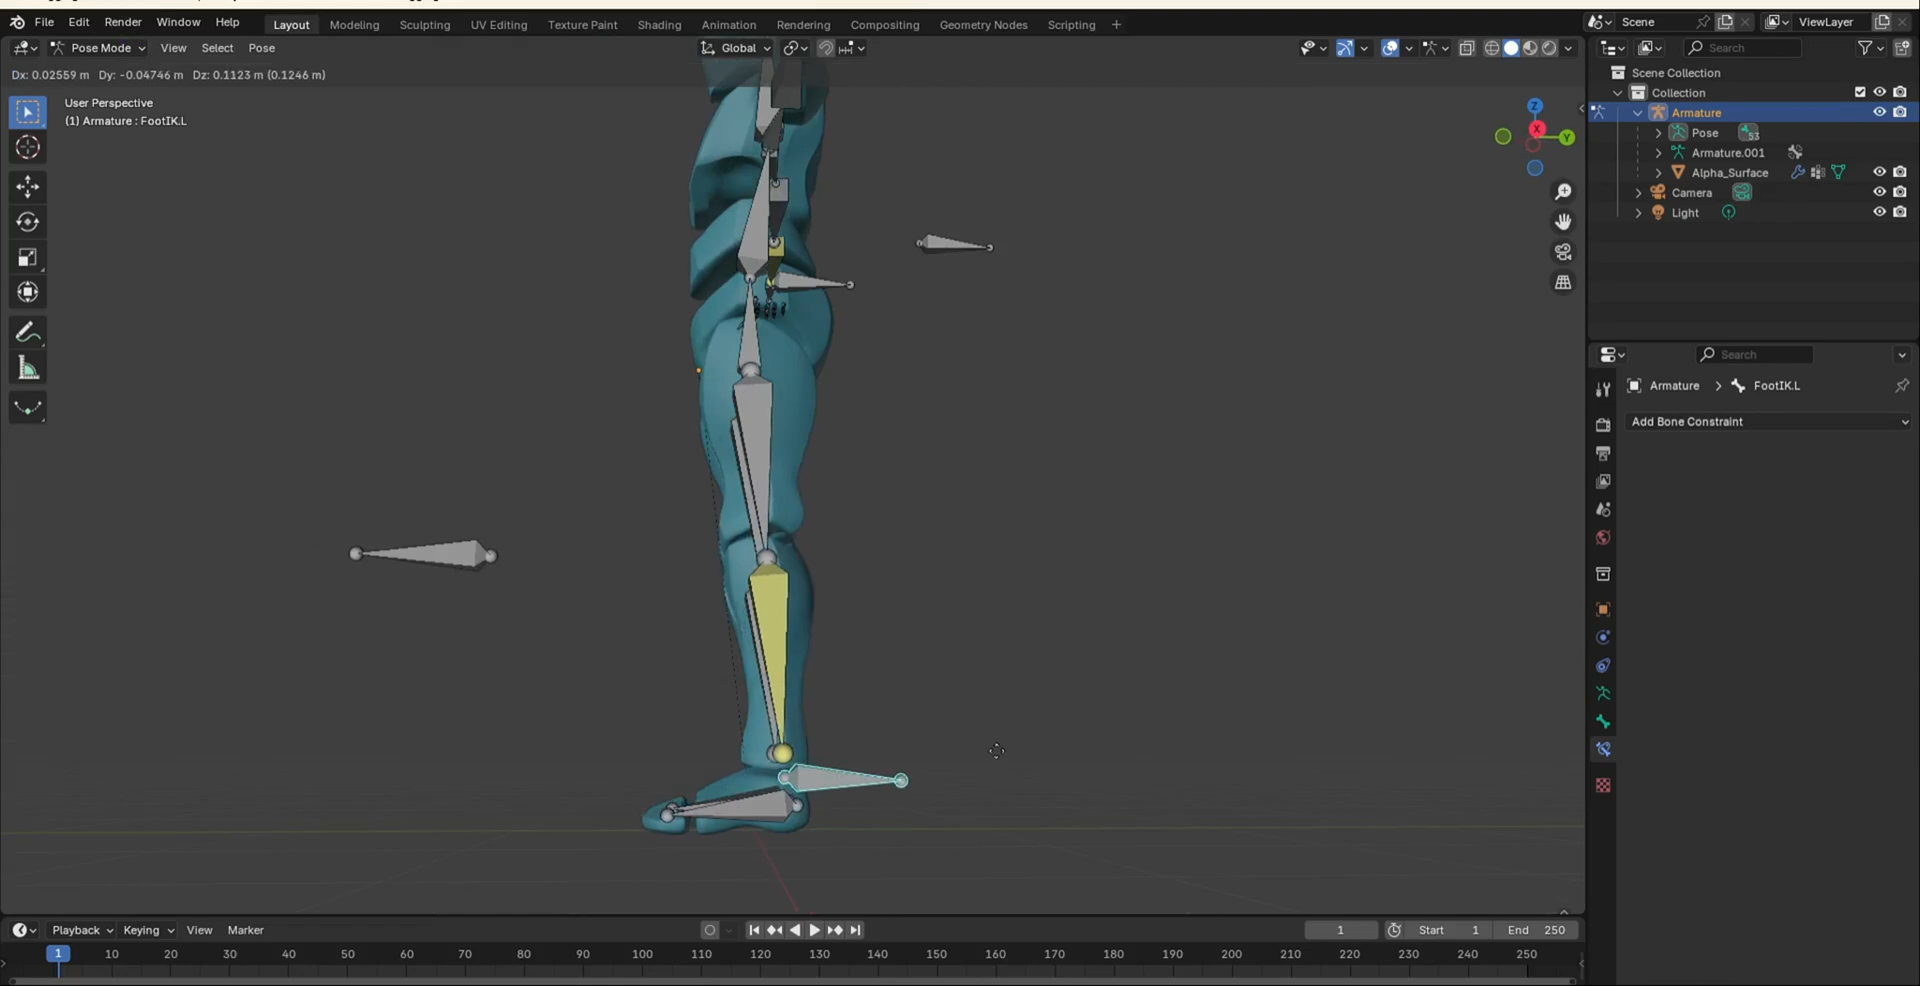 File Edit Render Window Help Layout Modeling Sculpting UV Editing Texture Paint Shading Animation Rendering Compositing Geometry Nodes Scripting + Scene ViewLayer
Pose Mode View Select Pose Global Search
Dx: 0.02559 m Dy: -0.04746 m Dz: 0.1123 m (0.1246 m)
Scene Collection
Collection
User Perspective
(1) Armature : FootIK.L
Armature
Pose 53
Armature.001
Alpha_Surface
Camera
Light
Z
X
Y
Search
Armature > FootIK.L
Add Bone Constraint
Playback Keying View Marker 1 Start 1 End 250
1 10 20 30 40 50 60 70 80 90 100 110 120 130 140 150 160 170 180 190 200 210 220 230 240 250